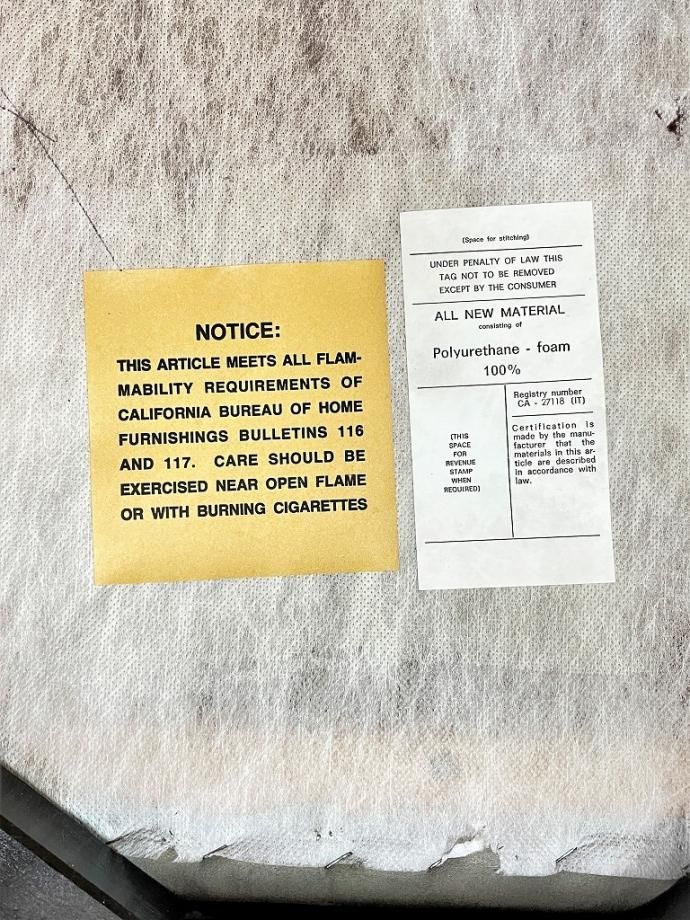 NOTICE:
THIS ARTICLE MEETS ALL FLAM-
MABILITY REQUIREMENTS OF
CALIFORNIA BUREAU OF HOME
FURNISHINGS BULLETINS 116
AND 117. CARE SHOULD BE
EXERCISED NEAR OPEN FLAME
OR WITH BURNING CIGARETTES
(Space for stitching)
UNDER PENALTY OF LAW THIS
TAG NOT TO BE REMOVED
EXCEPT BY THE CONSUMER
ALL NEW MATERIAL
consisting of
Polyurethane - foam
100%
(THIS
SPACE
FOR
REVENUE
STAMP
WHEN
REQUIRED)
Registry number
CA - 27118 (IT)
Certification is
made by the manu-
facturer that the
materials in this ar-
ticle are described
in accordance with
law.